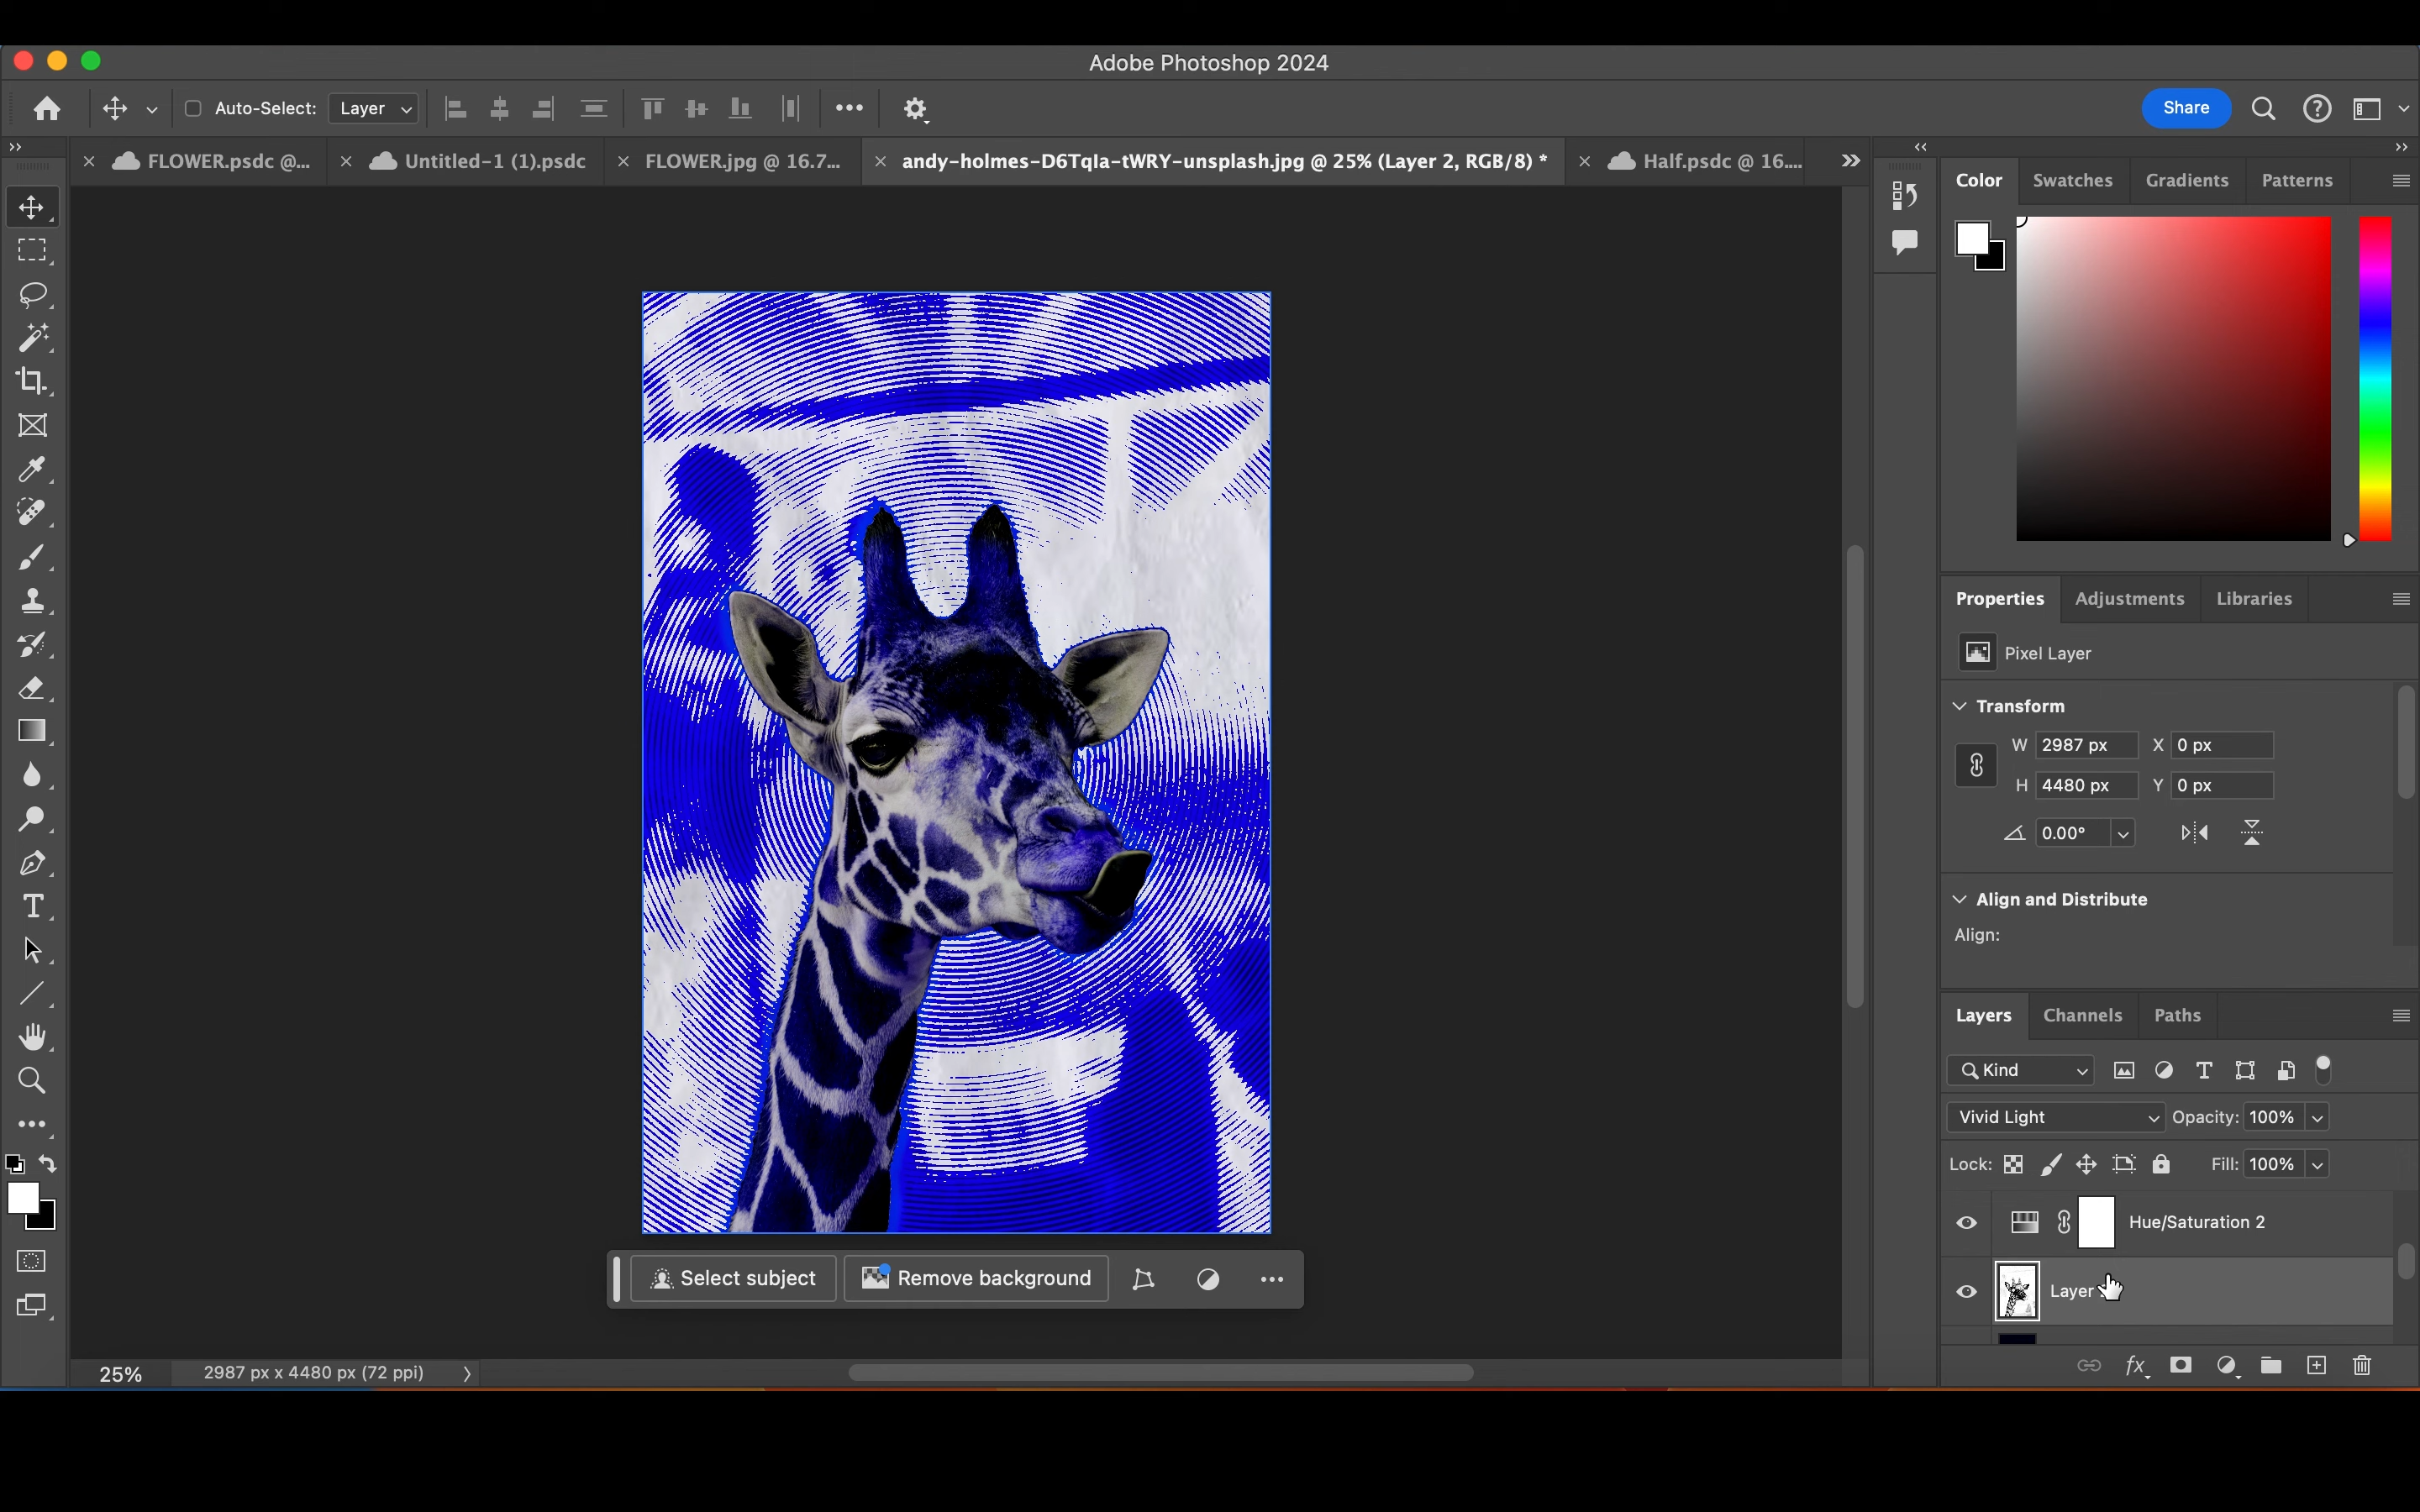 Adobe Photoshop 2024
Auto-Select: Layer
Share
FLOWER.psdc @...
Untitled-1 (1).psdc
FLOWER.jpg @ 16.7...
andy-holmes-D6TqIa-tWRY-unsplash.jpg @ 25% (Layer 2, RGB/8) *
Half.psdc @ 16....
Color Swatches Gradients Patterns
Properties Adjustments Libraries
Pixel Layer
Transform
W 2987 px X 0 px
H 4480 px Y 0 px
0.00°
Align and Distribute
Align:
Layers Channels Paths
Kind
Vivid Light Opacity: 100%
Lock: Fill: 100%
Hue/Saturation 2
Layer
Select subject Remove background
25% 2987 px x 4480 px (72 ppi)